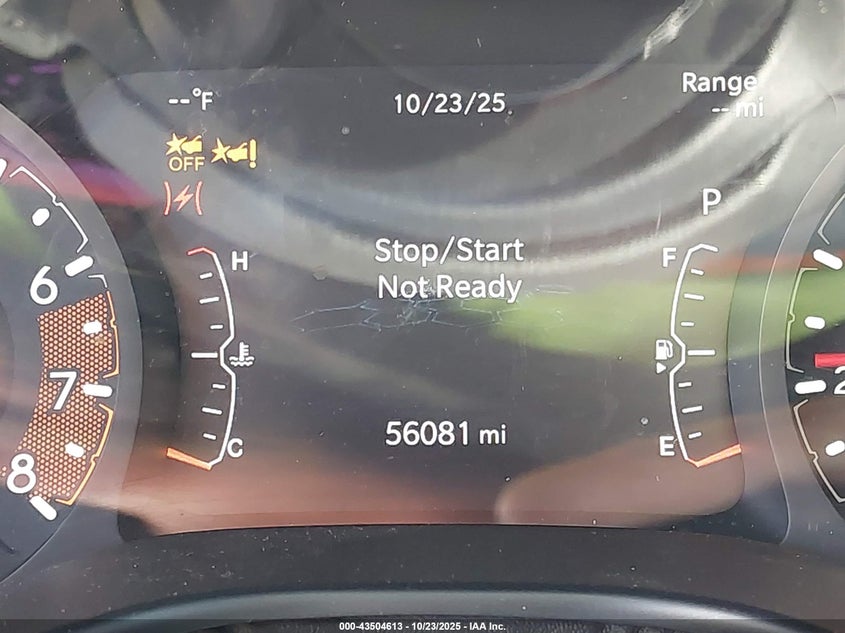 --°F
10/23/25
Range
-- mi
OFF
!
P
Stop/Start
Not Ready
H
F
6
7
8
C
E
2
56081 mi
000-43504613 - 10/23/2025 - IAA Inc.